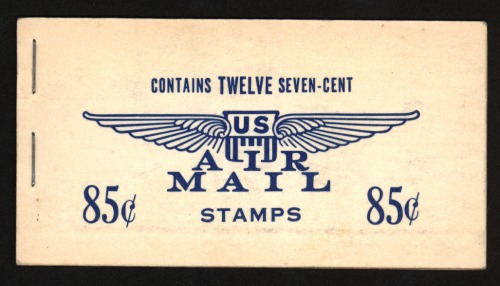 CONTAINS TWELVE SEVEN-CENT
US
AIR
MAIL
85¢ STAMPS 85¢